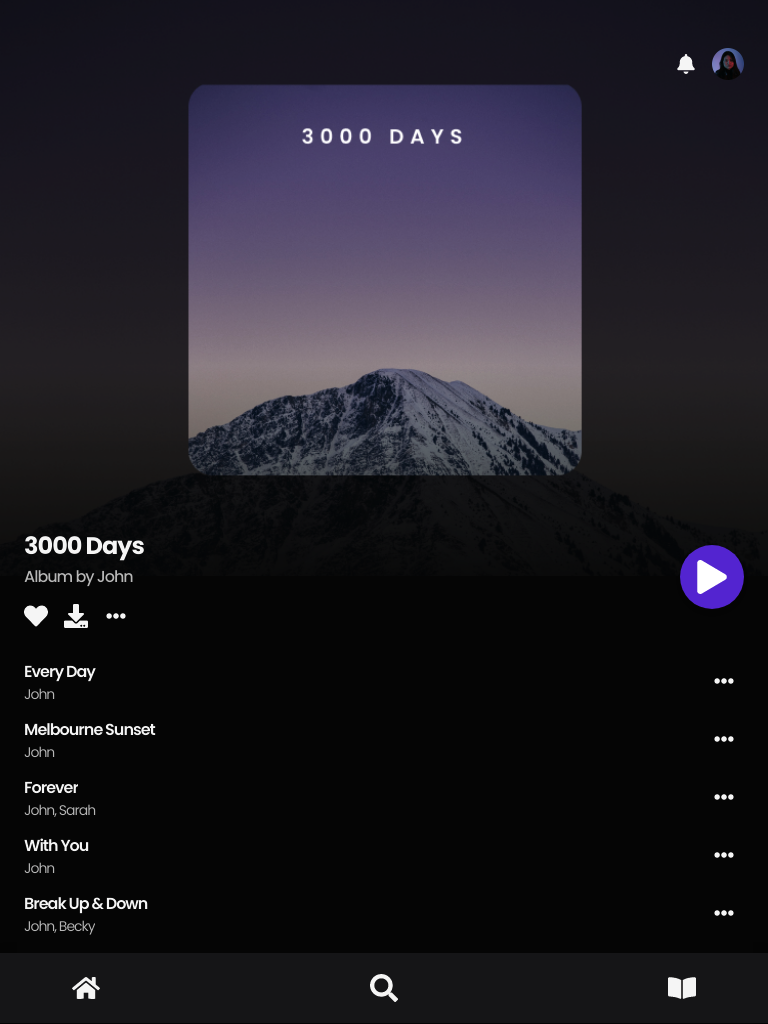 3000 DAYS
3000 Days
Album by John
Every Day
John
Melbourne Sunset
John
Forever
John, Sarah
With You
John
Break Up & Down
John, Becky